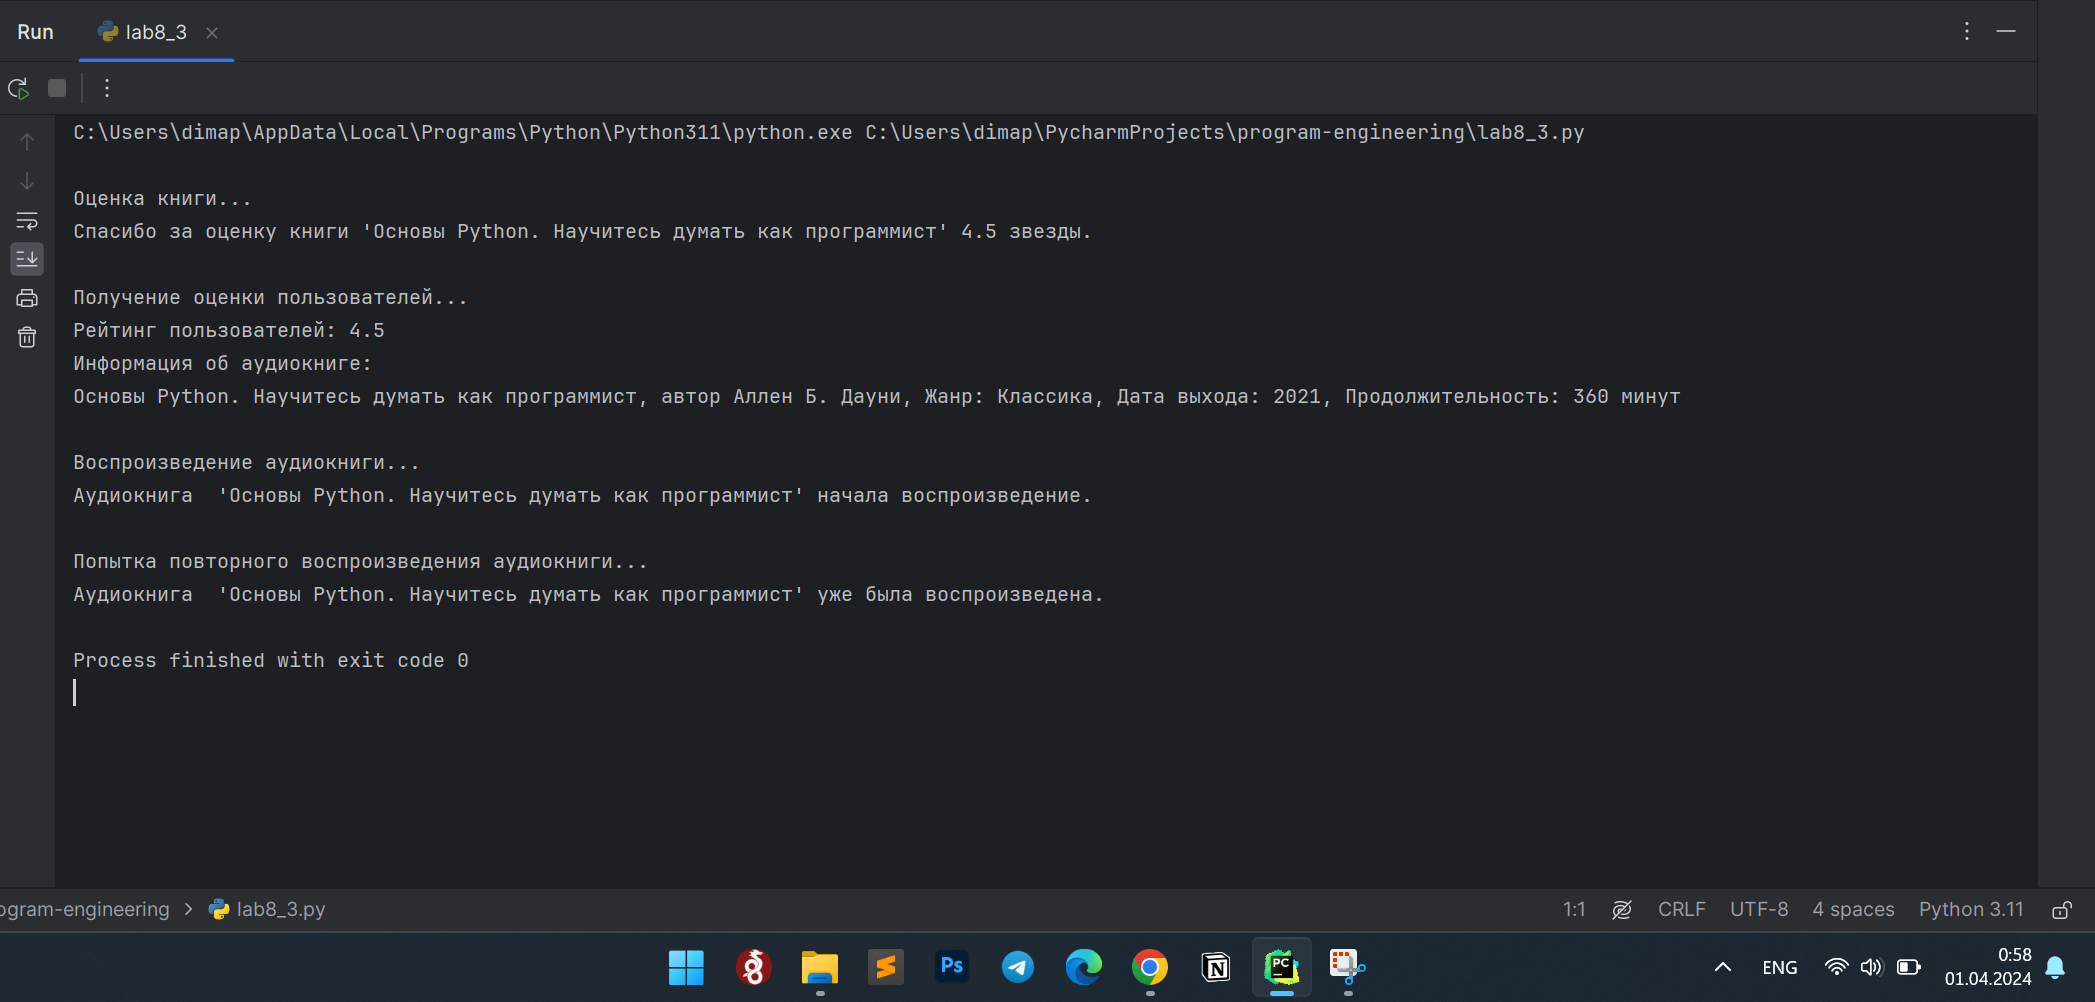 Run lab8_3
C:\Users\dimap\AppData\Local\Programs\Python\Python311\python.exe C:\Users\dimap\PycharmProjects\program-engineering\lab8_3.py
Оценка книги...
Спасибо за оценку книги 'Основы Python. Научитесь думать как программист' 4.5 звезды.
Получение оценки пользователей...
Рейтинг пользователей: 4.5
Информация об аудиокниге:
Основы Python. Научитесь думать как программист, автор Аллен Б. Дауни, Жанр: Классика, Дата выхода: 2021, Продолжительность: 360 минут
Воспроизведение аудиокниги...
Аудиокнига  'Основы Python. Научитесь думать как программист' начала воспроизведение.
Попытка повторного воспроизведения аудиокниги...
Аудиокнига  'Основы Python. Научитесь думать как программист' уже была воспроизведена.
Process finished with exit code 0
ogram-engineering > lab8_3.py 1:1 CRLF UTF-8 4 spaces Python 3.11
Ps PC ENG 0:58
01.04.2024